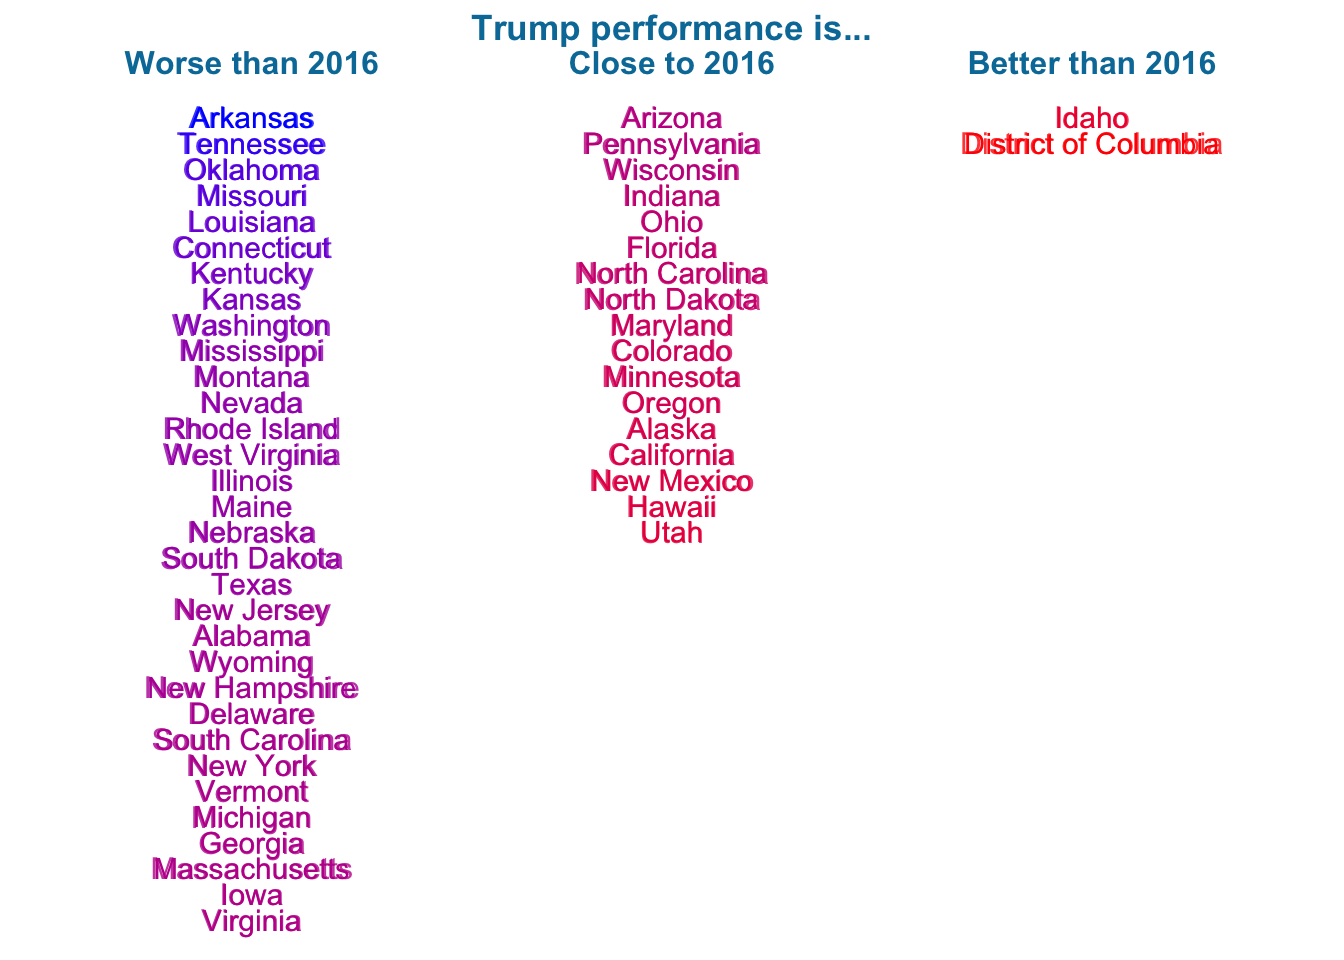 Trump performance is...
Worse than 2016
Close to 2016
Better than 2016
Arkansas
Tennessee
Oklahoma
Missouri
Louisiana
Connecticut
Kentucky
Kansas
Washington
Mississippi
Montana
Nevada
Rhode Island
West Virginia
Illinois
Maine
Nebraska
South Dakota
Texas
New Jersey
Alabama
Wyoming
New Hampshire
Delaware
South Carolina
New York
Vermont
Michigan
Georgia
Massachusetts
Iowa
Virginia
Arizona
Pennsylvania
Wisconsin
Indiana
Ohio
Florida
North Carolina
North Dakota
Maryland
Colorado
Minnesota
Oregon
Alaska
California
New Mexico
Hawaii
Utah
Idaho
District of Columbia